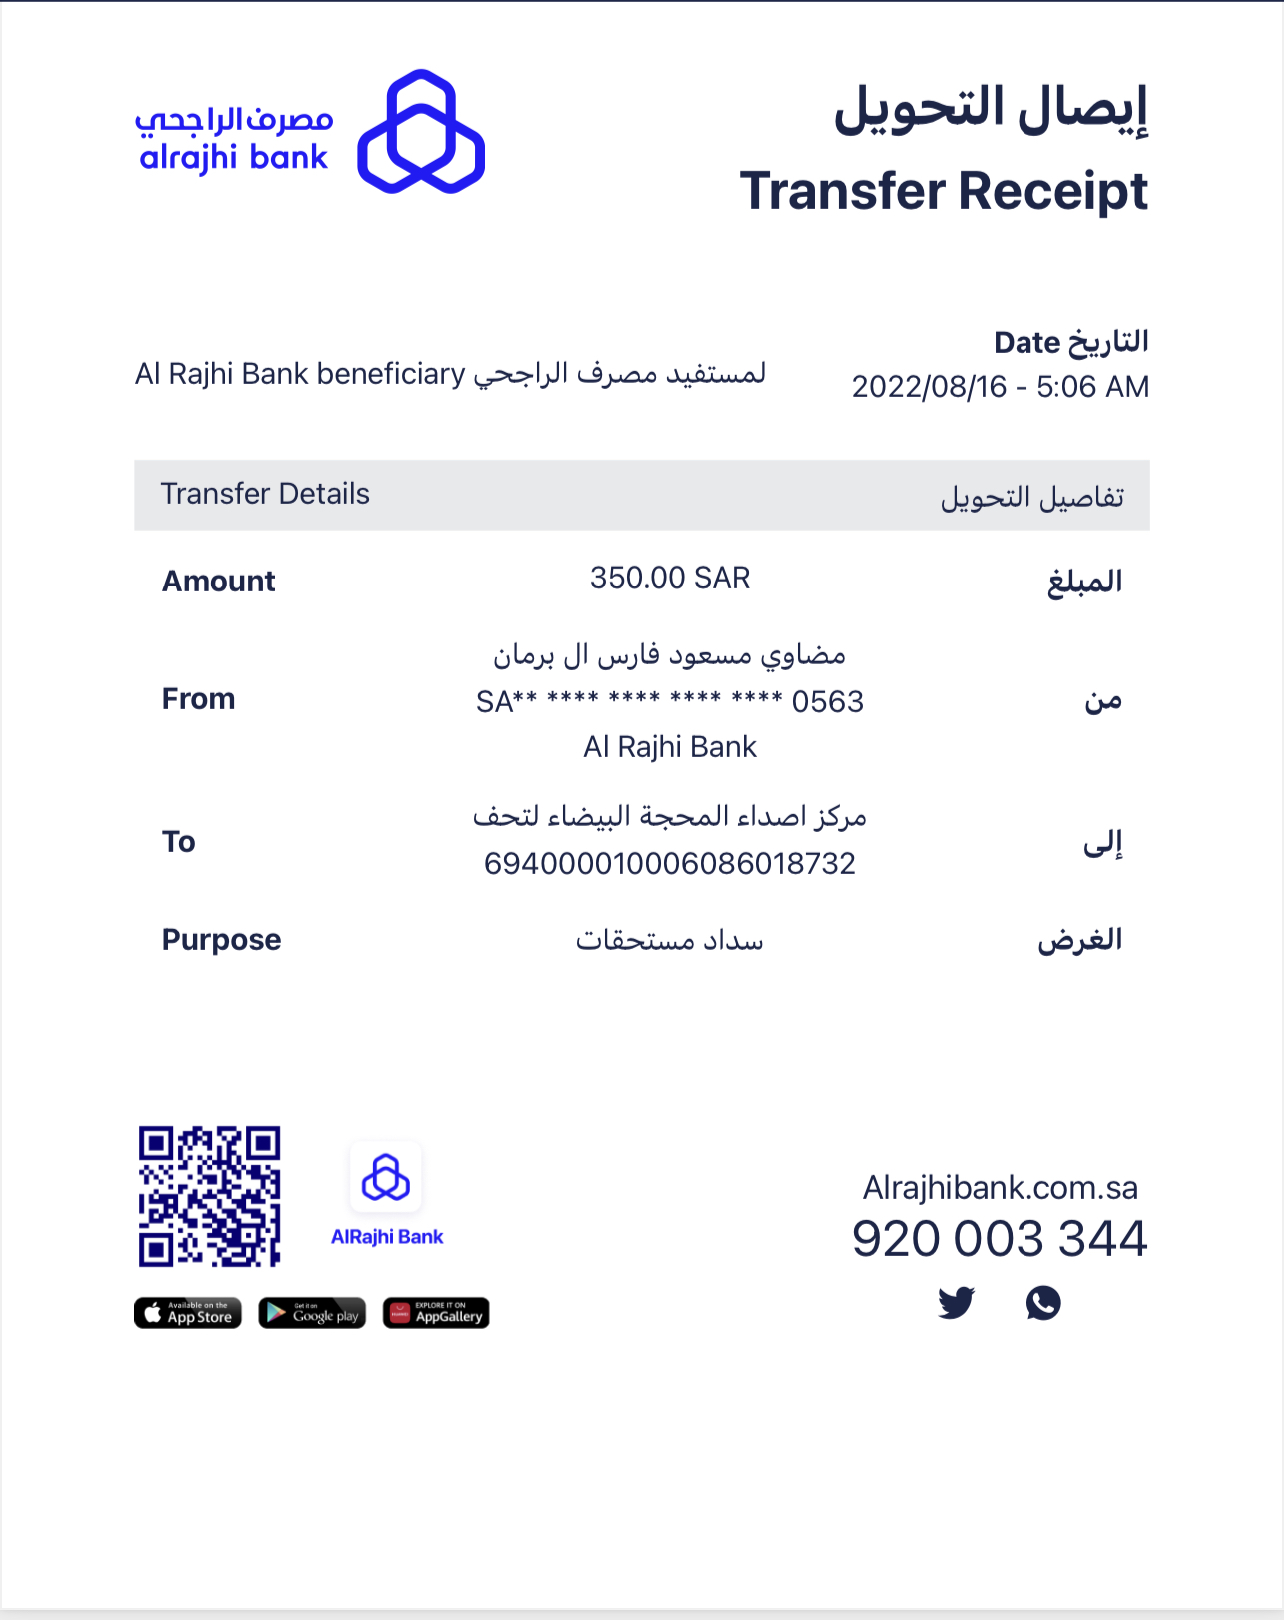 مصرف الراجحي
alrajhi bank
إيصال التحويل
Transfer Receipt
التاريخ Date
2022/08/16 - 5:06 AM
Al Rajhi Bank beneficiary لمستفيد مصرف الراجحي
Transfer Details تفاصيل التحويل
Amount 350.00 SAR المبلغ
مضاوي مسعود فارس ال برمان
From SA** **** **** **** **** 0563 من
Al Rajhi Bank
مركز اصداء المحجة البيضاء لتحف
To إلى
694000010006086018732
Purpose سداد مستحقات الغرض
AlRajhi Bank
Available on the
App Store
Get it on
Google play
EXPLORE IT ON
AppGallery
Alrajhibank.com.sa
920 003 344